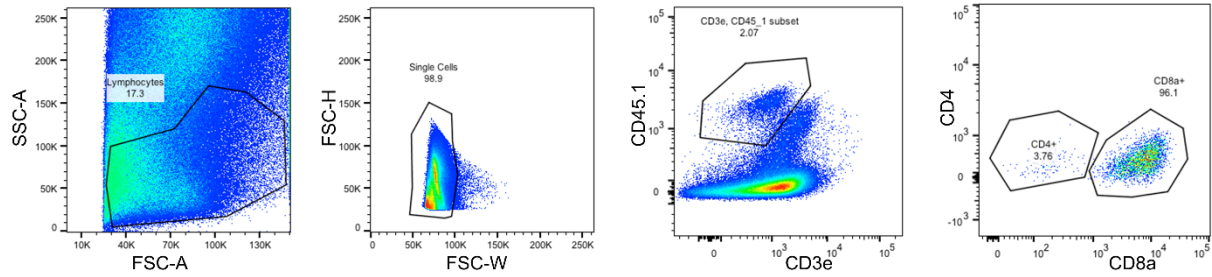 250K
200K
150K
100K
50K
0
SSC-A
Lymphocytes
17.3
10K 40K 70K 100K 130K
FSC-A
250K
200K
150K
100K
50K
0
FSC-H
Single Cells
98.9
0 50K 100K 150K 200K 250K
FSC-W
10^5
10^4
10^3
0
CD45.1
CD3e, CD45_1 subset
2.07
0 10^3 10^4 10^5
CD3e
10^5
10^4
10^3
0
-10^3
CD4
CD8a+
96.1
CD4+
3.76
0 10^2 10^3 10^4 10^5
CD8a